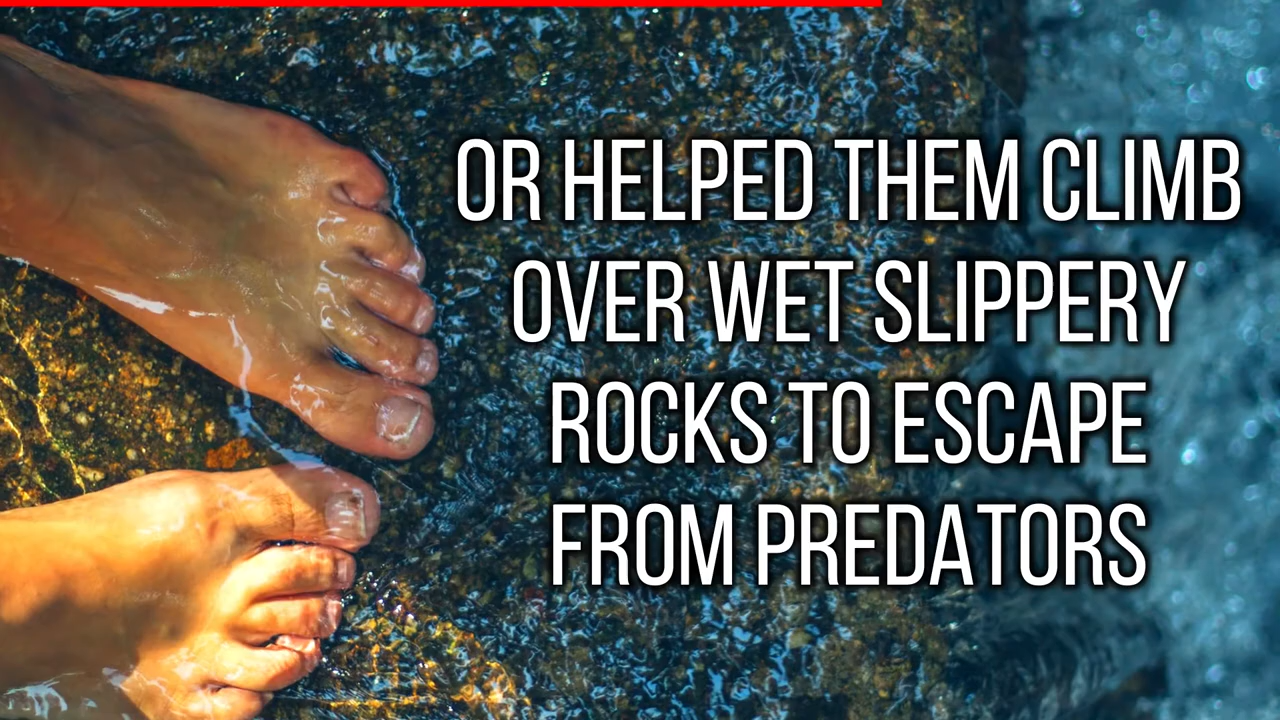 OR HELPED THEM CLIMB
OVER WET SLIPPERY
ROCKS TO ESCAPE
FROM PREDATORS